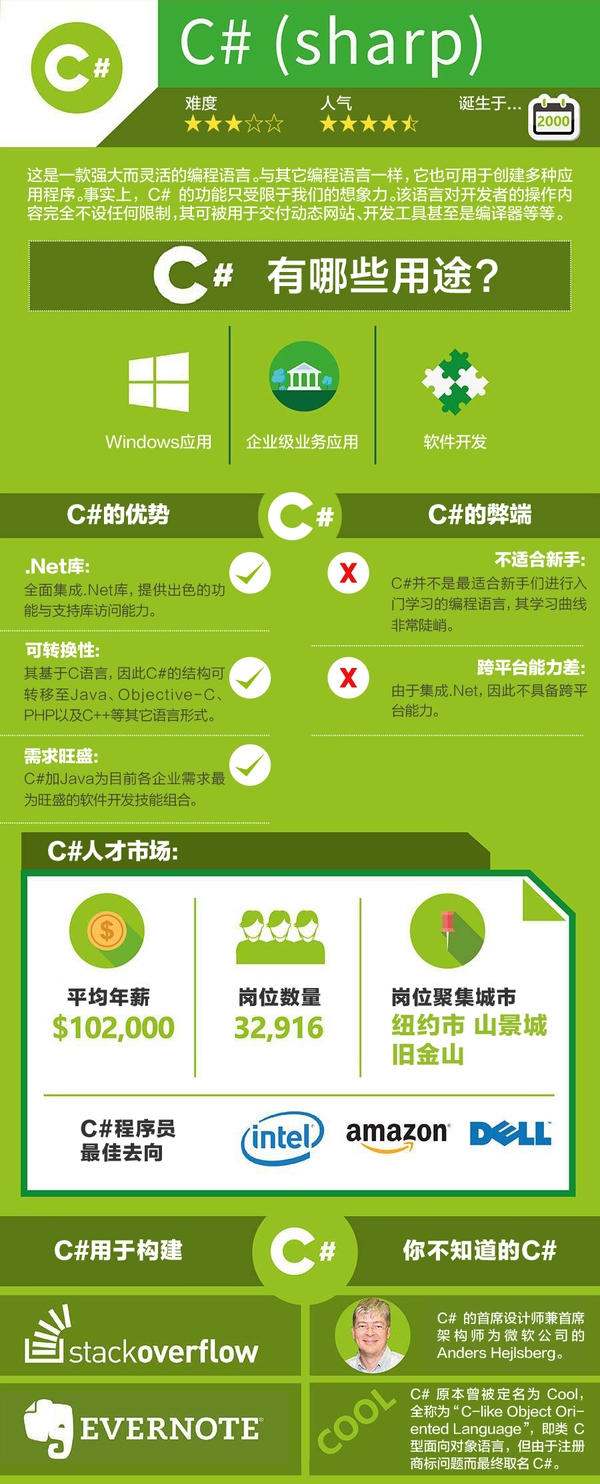 C#
C# (sharp)
难度
人气
诞生于...
2000
这是一款强大而灵活的编程语言。与其它编程语言一样，它也可用于创建多种应
用程序。事实上，C# 的功能只受限于我们的想象力。该语言对开发者的操作内
容完全不设任何限制，其可被用于交付动态网站、开发工具甚至是编译器等等。
C# 有哪些用途？
Windows应用
企业级业务应用
软件开发
C#的优势
C#
C#的弊端
.Net库:
全面集成.Net库，提供出色的功
能与支持库访问能力。
可转换性:
其基于C语言，因此C#的结构可
转移至Java、Objective-C、
PHP以及C++等其它语言形式。
需求旺盛:
C#加Java为目前各企业需求最
为旺盛的软件开发技能组合。
X
不适合新手:
C#并不是最适合新手们进行入
门学习的编程语言，其学习曲线
非常陡峭。
X
跨平台能力差:
由于集成.Net，因此不具备跨平
台能力。
C#人才市场:
$
平均年薪
$102,000
岗位数量
32,916
岗位聚集城市
纽约市 山景城
旧金山
C#程序员
最佳去向
intel
amazon
DELL
C#用于构建
C#
你不知道的C#
stackoverflow
EVERNOTE
C# 的首席设计师兼首席
架构师为微软公司的
Anders Hejlsberg。
COOL
C# 原本曾被定名为 Cool，
全称为“C-like Object Ori-
ented Language”，即类 C
型面向对象语言，但由于注册
商标问题而最终取名 C#。